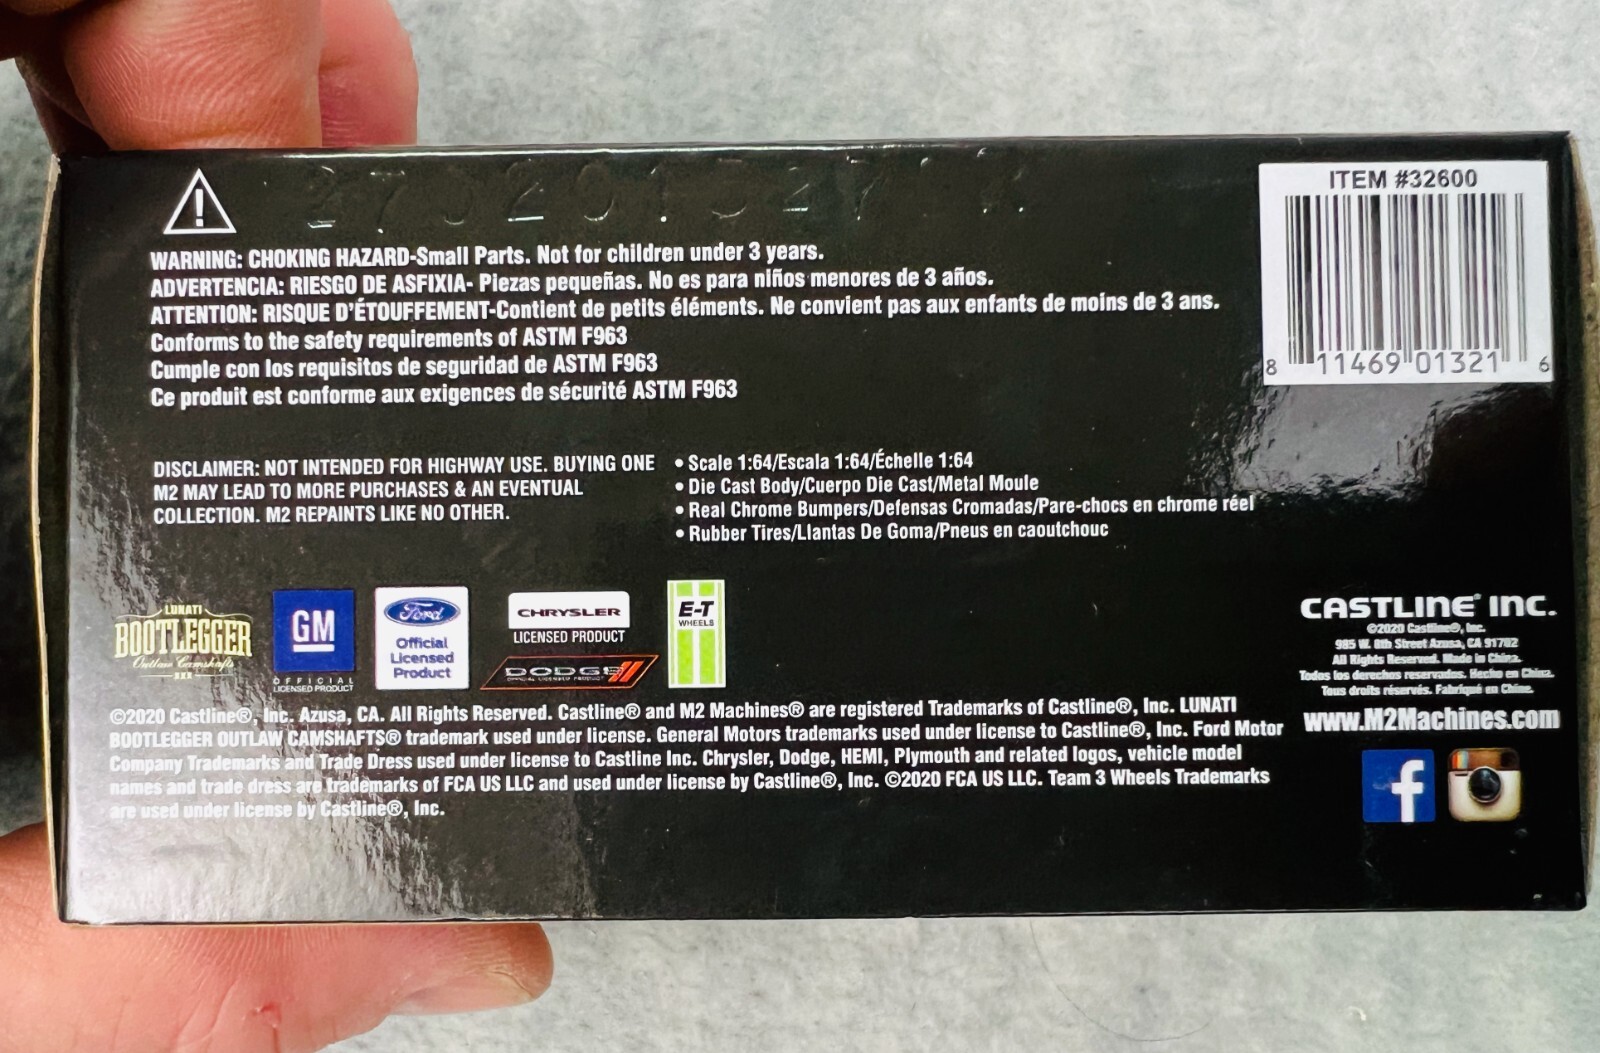 ITEM #32600
8 11469 01321 6
WARNING: CHOKING HAZARD-Small Parts. Not for children under 3 years.
ADVERTENCIA: RIESGO DE ASFIXIA- Piezas pequeñas. No es para niños menores de 3 años.
ATTENTION: RISQUE D'ÉTOUFFEMENT-Contient de petits éléments. Ne convient pas aux enfants de moins de 3 ans.
Conforms to the safety requirements of ASTM F963
Cumple con los requisitos de seguridad de ASTM F963
Ce produit est conforme aux exigences de sécurité ASTM F963
DISCLAIMER: NOT INTENDED FOR HIGHWAY USE. BUYING ONE
M2 MAY LEAD TO MORE PURCHASES & AN EVENTUAL
COLLECTION. M2 REPAINTS LIKE NO OTHER.
• Scale 1:64/Escala 1:64/Échelle 1:64
• Die Cast Body/Cuerpo Die Cast/Metal Moule
• Real Chrome Bumpers/Defensas Cromadas/Pare-chocs en chrome réel
• Rubber Tires/Llantas De Goma/Pneus en caoutchouc
LUNATI
BOOTLEGGER
Outlaw Camshafts
XXX
GM
OFFICIAL
LICENSED PRODUCT
Ford
Official
Licensed
Product
CHRYSLER
LICENSED PRODUCT
DODGE
OFFICIAL LICENSED PRODUCT
E-T
WHEELS
CASTLINE® INC.
©2020 Castline®, Inc.
985 W. 8th Street Azusa, CA 91702
All Rights Reserved. Made in China.
Todos los derechos reservados. Hecho en China.
Tous droits réservés. Fabriqué en Chine.
www.M2Machines.com
f
©2020 Castline®, Inc. Azusa, CA. All Rights Reserved. Castline® and M2 Machines® are registered Trademarks of Castline®, Inc. LUNATI
BOOTLEGGER OUTLAW CAMSHAFTS® trademark used under license. General Motors trademarks used under license to Castline®, Inc. Ford Motor
Company Trademarks and Trade Dress used under license to Castline Inc. Chrysler, Dodge, HEMI, Plymouth and related logos, vehicle model
names and trade dress are trademarks of FCA US LLC and used under license by Castline®, Inc. ©2020 FCA US LLC. Team 3 Wheels Trademarks
are used under license by Castline®, Inc.